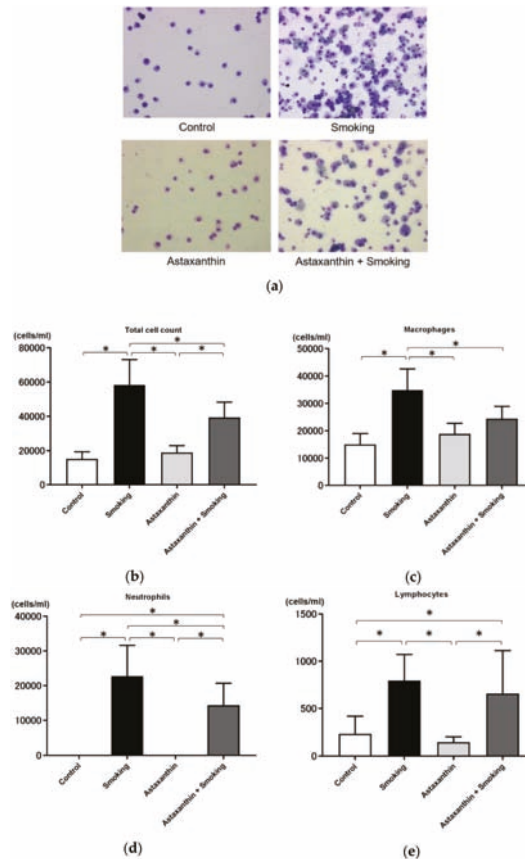 Control
Smoking
Astaxanthin
Astaxanthin + Smoking
(a)
Total cell count
(cells/ml)
80000
60000
40000
20000
0
*
*
*
*
Control
Smoking
Astaxanthin
Astaxanthin + Smoking
(b)
Macrophages
(cells/ml)
50000
40000
30000
20000
10000
0
*
*
*
Control
Smoking
Astaxanthin
Astaxanthin + Smoking
(c)
Neutrophils
(cells/ml)
40000
30000
20000
10000
0
*
*
*
*
*
Control
Smoking
Astaxanthin
Astaxanthin + Smoking
(d)
Lymphocytes
(cells/ml)
1500
1000
500
0
*
*
*
*
Control
Smoking
Astaxanthin
Astaxanthin + Smoking
(e)